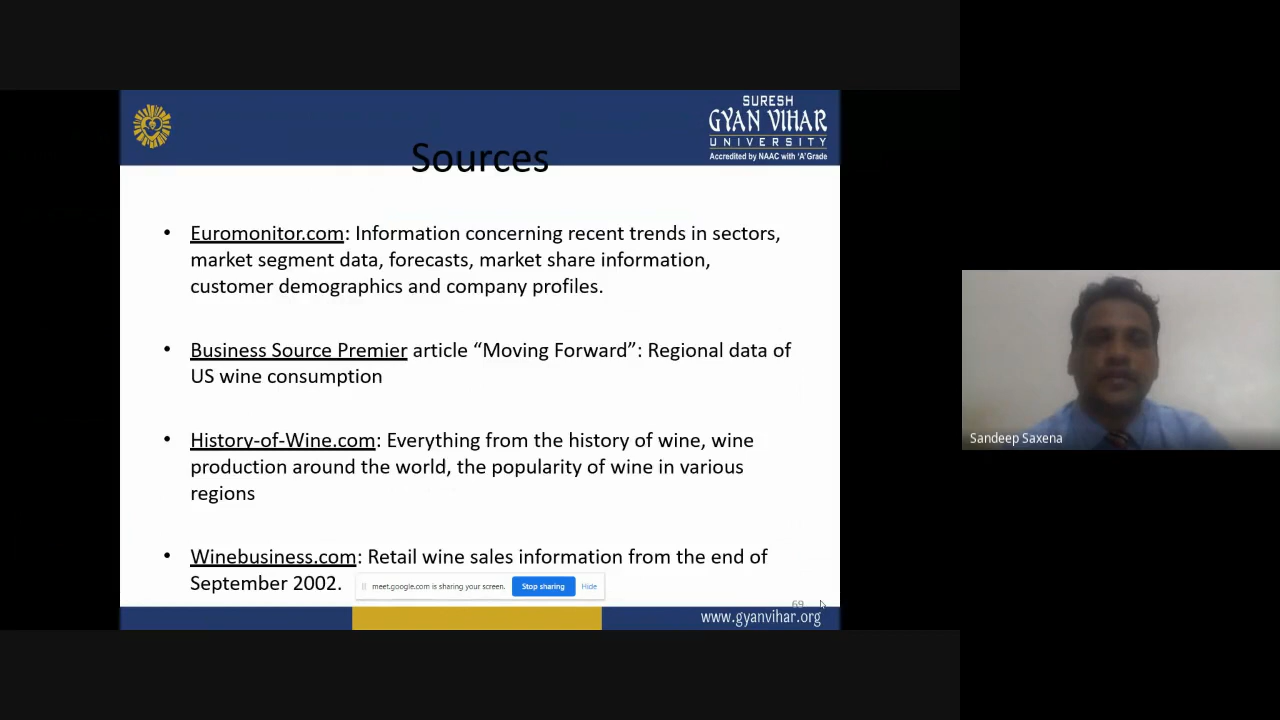 SURESH
GYAN VIHAR
UNIVERSITY
Accredited by NAAC with 'A' Grade
Sources
• Euromonitor.com: Information concerning recent trends in sectors,
market segment data, forecasts, market share information,
customer demographics and company profiles.
• Business Source Premier article “Moving Forward”: Regional data of
US wine consumption
• History-of-Wine.com: Everything from the history of wine, wine
production around the world, the popularity of wine in various
regions
• Winebusiness.com: Retail wine sales information from the end of
September 2002.
meet.google.com is sharing your screen. Stop sharing Hide
69
www.gyanvihar.org
Sandeep Saxena